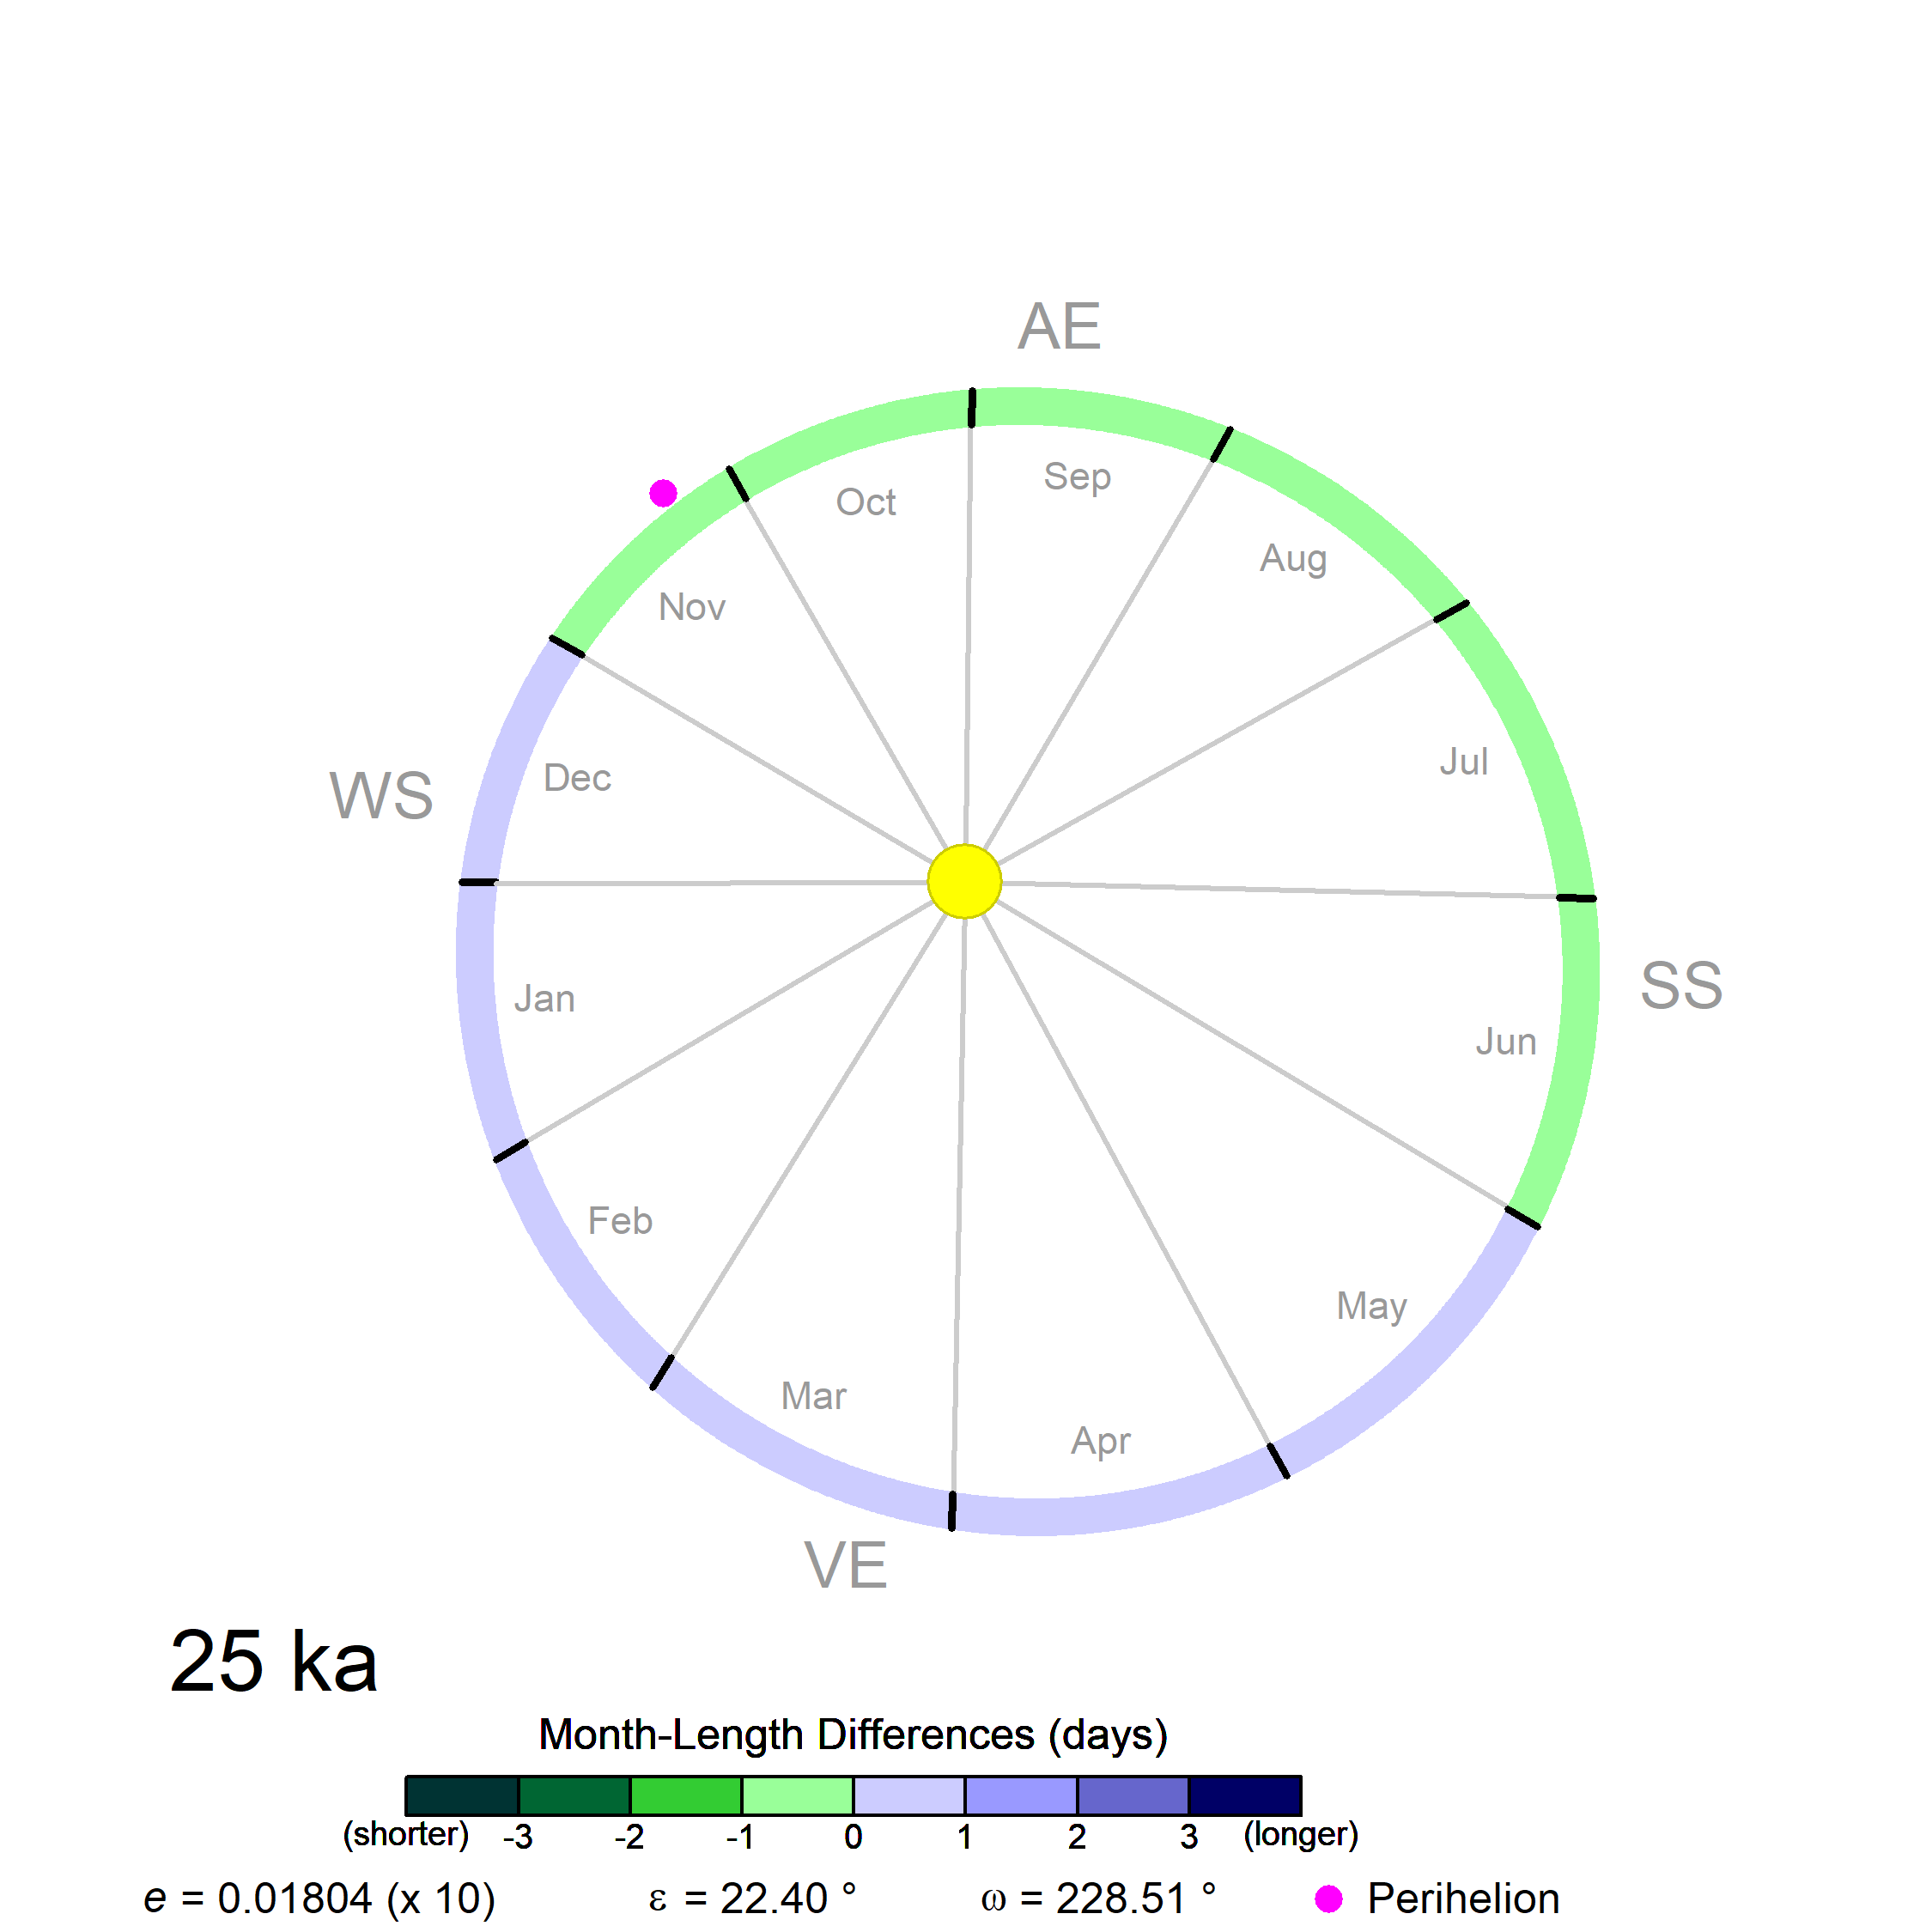 AE
Sep
Oct
Aug
Nov
Jul
Dec
WS
SS
Jan
Jun
Feb
May
Mar
Apr
VE
25 ka
Month-Length Differences (days)
(shorter) -3 -2 -1 0 1 2 3 (longer)
e = 0.01804 (x 10) ε = 22.40 ° ω = 228.51 ° Perihelion